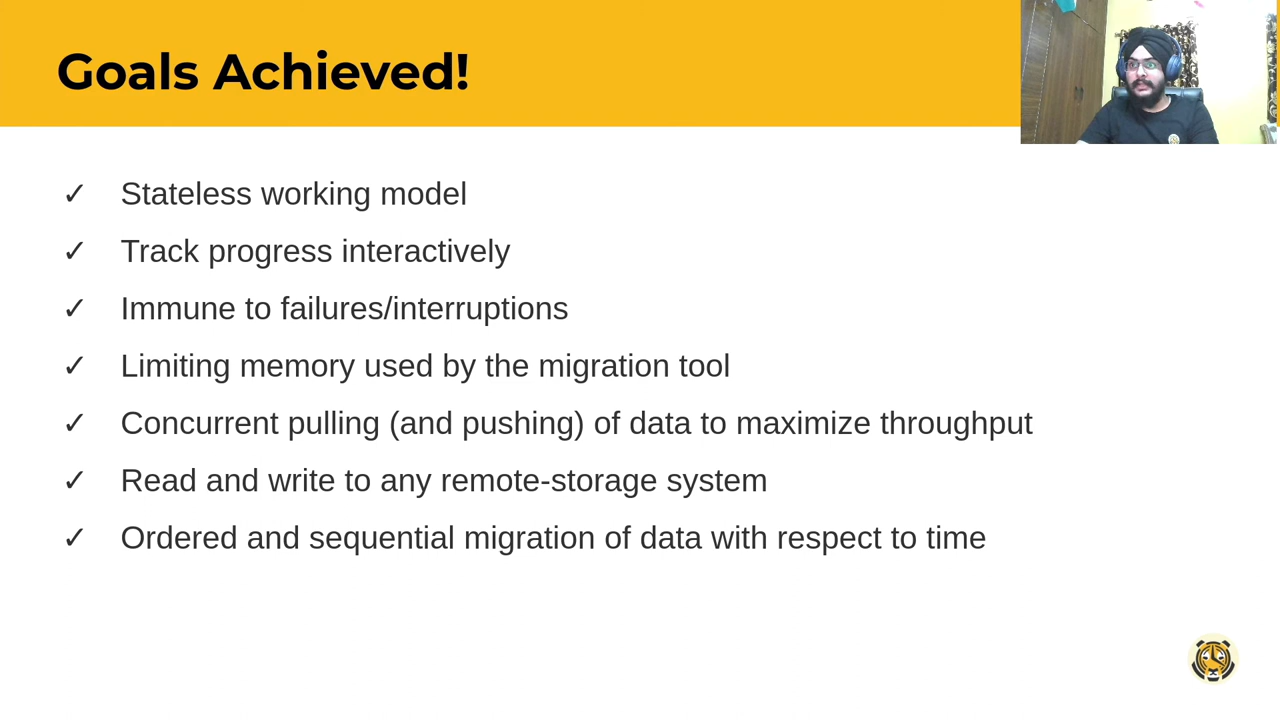 Goals Achieved!
✓ Stateless working model
✓ Track progress interactively
✓ Immune to failures/interruptions
✓ Limiting memory used by the migration tool
✓ Concurrent pulling (and pushing) of data to maximize throughput
✓ Read and write to any remote-storage system
✓ Ordered and sequential migration of data with respect to time